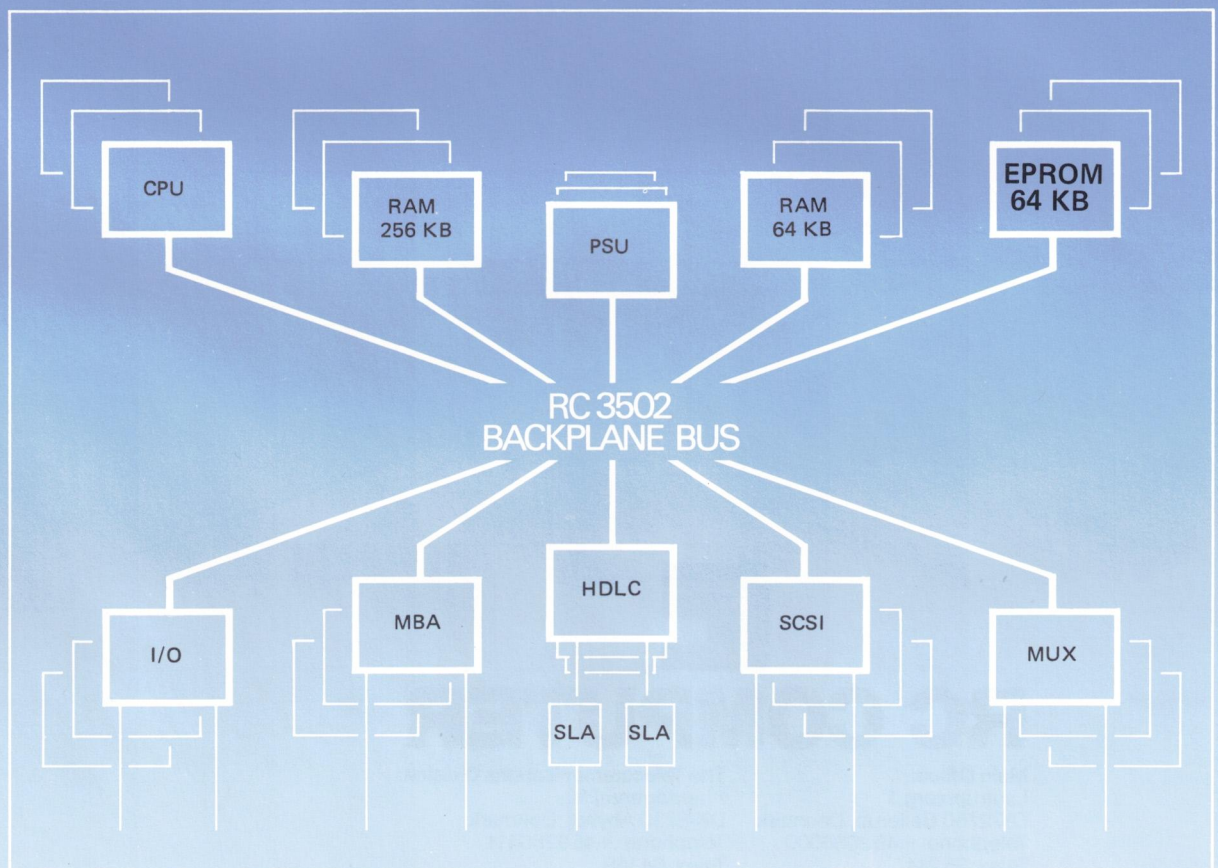 CPU
RAM
256 KB
PSU
RAM
64 KB
EPROM
64 KB
RC 3502
BACKPLANE BUS
I/O
MBA
HDLC
SCSI
MUX
SLA
SLA